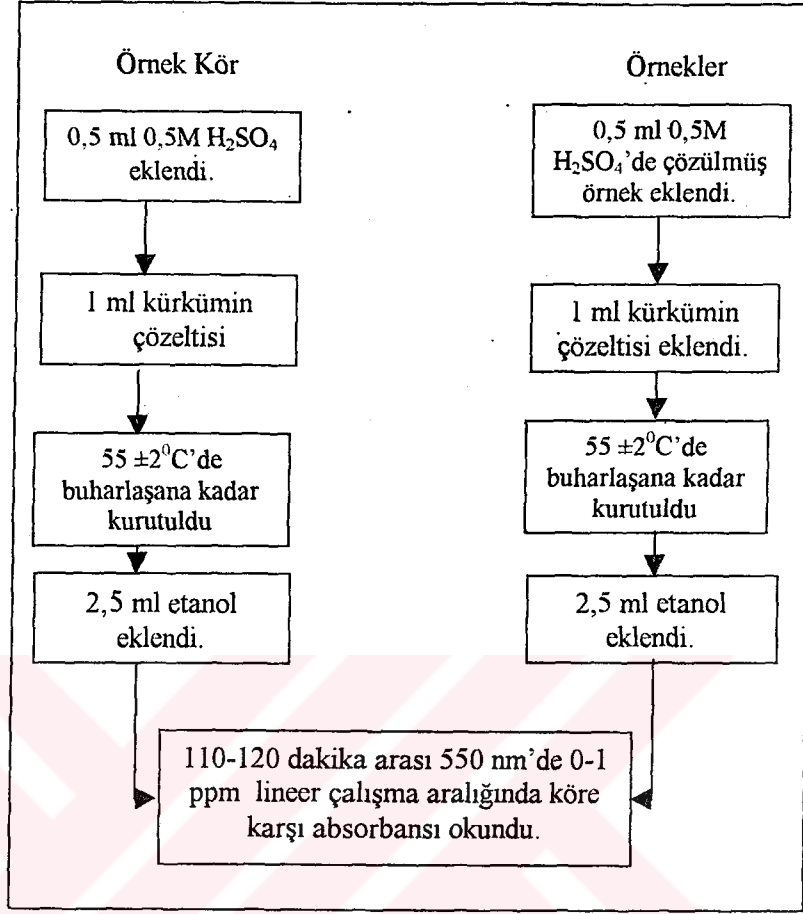 Örnek Kör
0,5 ml 0,5M H₂SO₄
eklendi.
1 ml kürkümin
çözeltisi
55 ±2⁰C'de
buharlaşana kadar
kurutuldu
2,5 ml etanol
eklendi.
Örnekler
0,5 ml 0,5M
H₂SO₄'de çözülmüş
örnek eklendi.
1 ml kürkümin
çözeltisi eklendi.
55 ±2⁰C'de
buharlaşana kadar
kurutuldu
2,5 ml etanol
eklendi.
110-120 dakika arası 550 nm'de 0-1
ppm lineer çalışma aralığında köre
karşı absorbansı okundu.